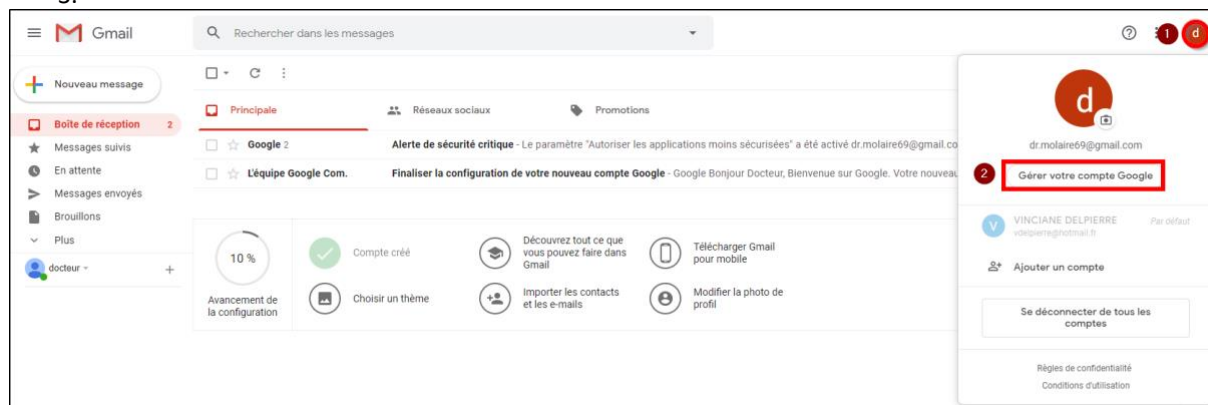 Gmail
Rechercher dans les messages
1
d
Nouveau message
Principale
Réseaux sociaux
Promotions
Boîte de réception 2
Messages suivis
En attente
Messages envoyés
Brouillons
Plus
docteur
Google 2
Alerte de sécurité critique - Le paramètre "Autoriser les applications moins sécurisées" a été activé dr.molaire69@gmail.co
L'équipe Google Com.
Finaliser la configuration de votre nouveau compte Google - Google Bonjour Docteur, Bienvenue sur Google. Votre nouveau
10 %
Avancement de
la configuration
Compte créé
Choisir un thème
Découvrez tout ce que
vous pouvez faire dans
Gmail
Importer les contacts
et les e-mails
Télécharger Gmail
pour mobile
Modifier la photo de
profil
d
dr.molaire69@gmail.com
2
Gérer votre compte Google
V
VINCIANE DELPIERRE
Par défaut
vdelpierre@hotmail.fr
Ajouter un compte
Se déconnecter de tous les
comptes
Règles de confidentialité
Conditions d'utilisation